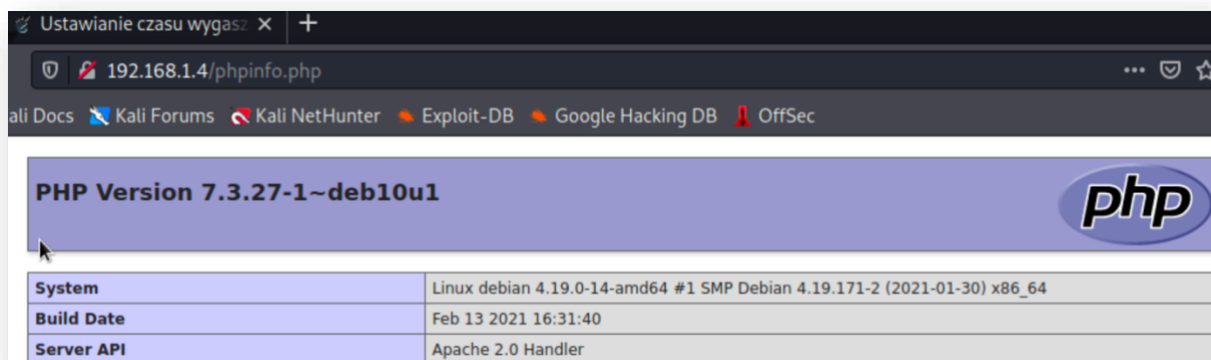 Ustawianie czasu wygasz
192.168.1.4/phpinfo.php
ali Docs Kali Forums Kali NetHunter Exploit-DB Google Hacking DB OffSec
PHP Version 7.3.27-1~deb10u1
php
System Linux debian 4.19.0-14-amd64 #1 SMP Debian 4.19.171-2 (2021-01-30) x86_64
Build Date Feb 13 2021 16:31:40
Server API Apache 2.0 Handler